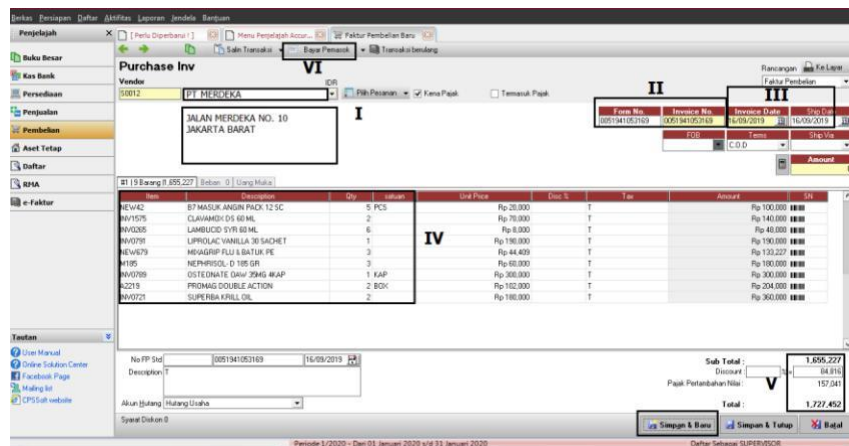 Berkas Persiapan Daftar Aktifitas Laporan Jendela Bantuan
Penjelajah
[ Perlu Diperbarui ! ] Menu Penjelajah Accur... Faktur Pembelian Baru
Salin Transaksi Bayar Pemasok Transaksi berulang
Buku Besar
Kas Bank
Persediaan
Penjualan
Pembelian
Aset Tetap
Daftar
RMA
e-Faktur
Purchase Inv
VI
Rancangan Ke Layar
Faktur Pembelian
Vendor
IDR
50012 PT MERDEKA Pilih Pesanan Kena Pajak Termasuk Pajak
I
II
III
JALAN MERDEKA NO. 10
JAKARTA BARAT
Form No. Invoice No. Invoice Date Ship Date
0051941053169 0051941053169 16/09/2019 16/09/2019
FOB Terms Ship Via
C.O.D
Amount
#1 | 9 Barang |1,655,227 Beban 0 Uang Muka
Item Description Qty satuan Unit Price Disc % Tax Amount SN
NEW42 B7 MASUK ANGIN PACK 12 SC 5 PCS Rp 20,000 T Rp 100,000
INV1575 CLAVAMOX DS 60 ML 2 Rp 70,000 T Rp 140,000
INV0265 LAMBUCID SYR 60 ML 6 Rp 8,000 T Rp 48,000
INV0791 LIPROLAC VANILLA 30 SACHET 1 Rp 190,000 T Rp 190,000
NEW679 MIXAGRIP FLU & BATUK PE 3 Rp 44,409 T Rp 133,227
M185 NEPHRISOL- D 185 GR 3 Rp 60,000 T Rp 180,000
INV0789 OSTEONATE OAW 35MG 4KAP 1 KAP Rp 300,000 T Rp 300,000
A2219 PROMAG DOUBLE ACTION 2 BOX Rp 102,000 T Rp 204,000
INV0721 SUPERBA KRILL OIL 2 Rp 180,000 T Rp 360,000
IV
Tautan
User Manual
Online Solution Center
Facebook Page
Mailing list
CPSSoft website
No FP Std 0051941053169 16/09/2019
Description T
Akun Hutang Hutang Usaha
Syarat Diskon 0
Sub Total : 1,655,227
Discount : % = 84,816
Pajak Pertambahan Nilai : 157,041
V
Total : 1,727,452
Simpan & Baru Simpan & Tutup Batal
Periode 1/2020 - Dari 01 Januari 2020 s/d 31 Januari 2020 Daftar Sebagai SUPERVISOR